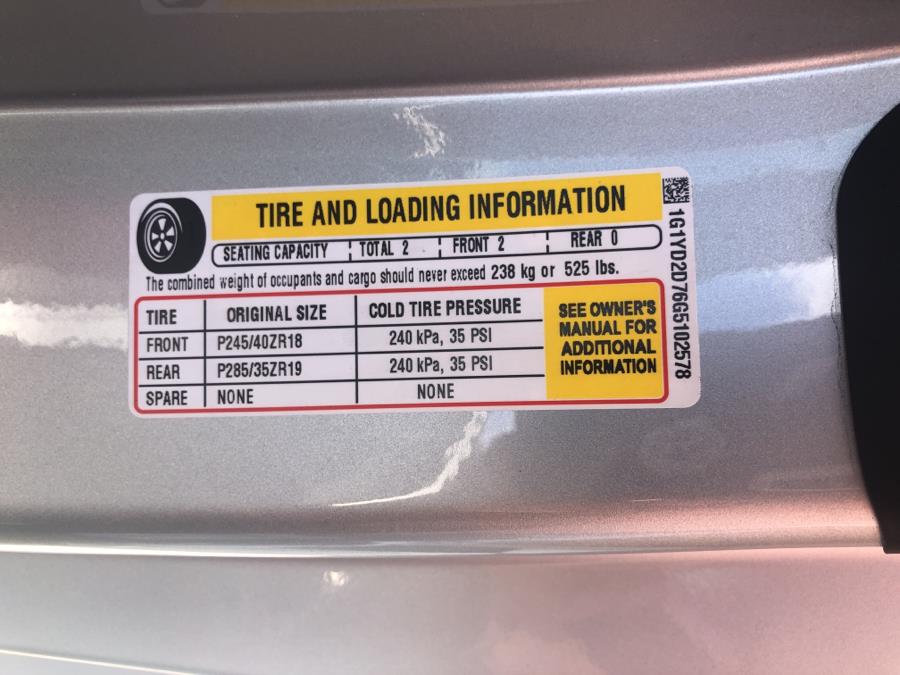 TIRE AND LOADING INFORMATION
SEATING CAPACITY TOTAL 2 FRONT 2 REAR 0
The combined weight of occupants and cargo should never exceed 238 kg or 525 lbs.
TIRE ORIGINAL SIZE COLD TIRE PRESSURE
FRONT P245/40ZR18 240 kPa, 35 PSI
REAR P285/35ZR19 240 kPa, 35 PSI
SPARE NONE NONE
SEE OWNER'S
MANUAL FOR
ADDITIONAL
INFORMATION
1G1YD2D76G5102578